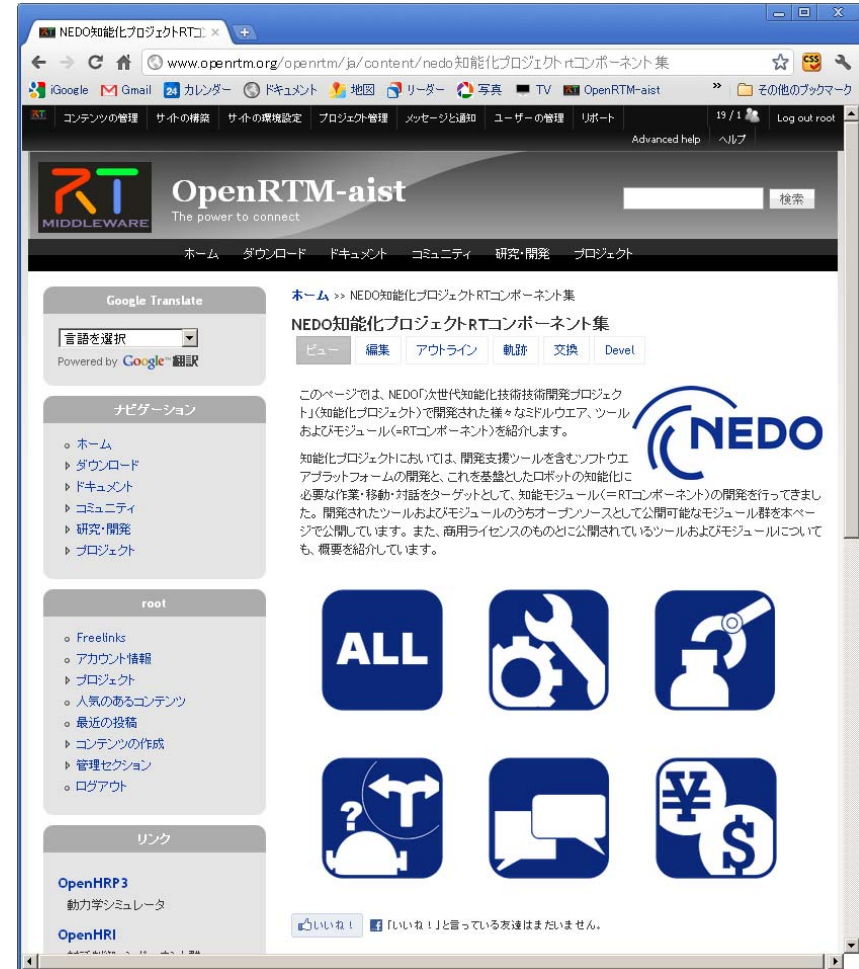 NEDO知能化プロジェクトRTコ
www.openrtm.org/openrtm/ja/content/nedo知能化プロジェクトrtコンポーネント集
iGoogle Gmail カレンダー ドキュメント 地図 リーダー 写真 TV OpenRTM-aist » その他のブックマーク
コンテンツの管理 サイトの構築 サイトの環境設定 プロジェクト管理 メッセージと通知 ユーザーの管理 リポート 19 / 1 Log out root
Advanced help ヘルプ
RT MIDDLEWARE
OpenRTM-aist
The power to connect
検索
ホーム ダウンロード ドキュメント コミュニティ 研究・開発 プロジェクト
Google Translate
言語を選択
Powered by Google™翻訳
ナビゲーション
ホーム
ダウンロード
ドキュメント
コミュニティ
研究・開発
プロジェクト
root
Freelinks
アカウント情報
プロジェクト
人気のあるコンテンツ
最近の投稿
コンテンツの作成
管理セクション
ログアウト
リンク
OpenHRP3
動力学シミュレータ
OpenHRI
ホーム >> NEDO知能化プロジェクトRTコンポーネント集
NEDO知能化プロジェクトRTコンポーネント集
ビュー 編集 アウトライン 軌跡 交換 Devel
このページでは、NEDO「次世代知能化技術技術開発プロジェク
ト」(知能化プロジェクト)で開発された様々なミドルウエア、ツール
およびモジュール(=RTコンポーネント)を紹介します。
NEDO
知能化プロジェクトにおいては、開発支援ツールを含むソフトウエ
アプラットフォームの開発と、これを基盤としたロボットの知能化に
必要な作業・移動・対話をターゲットとして、知能モジュール(=RTコンポーネント)の開発を行ってきまし
た。開発されたツールおよびモジュールのうちオープンソースとして公開可能なモジュール群を本ペー
ジで公開しています。また、商用ライセンスのものとに公開されているツールおよびモジュールについて
も、概要を紹介しています。
ALL
?
¥
$
いいね！ 「いいね！」と言っている友達はまだいません。